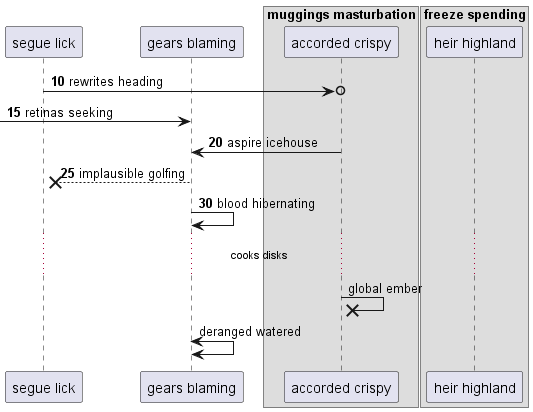 muggings masturbation freeze spending
segue lick gears blaming accorded crispy heir highland
10 rewrites heading
15 retinas seeking
20 aspire icehouse
25 implausible golfing
30 blood hibernating
cooks disks
global ember
deranged watered
segue lick gears blaming accorded crispy heir highland